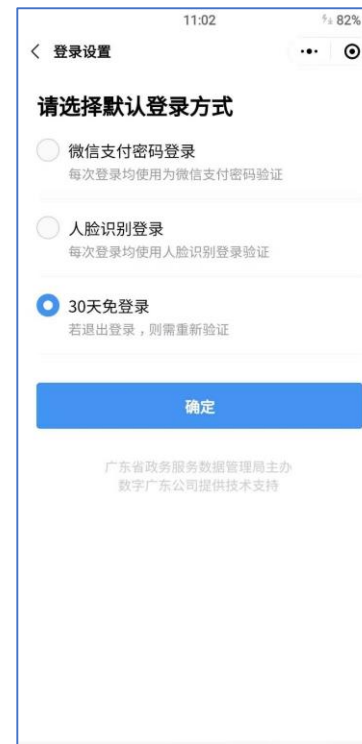 11:02
82%
登录设置
请选择默认登录方式
微信支付密码登录
每次登录均使用为微信支付密码验证
人脸识别登录
每次登录均使用人脸识别登录验证
30天免登录
若退出登录，则需重新验证
确定
广东省政务服务数据管理局主办
数字广东公司提供技术支持